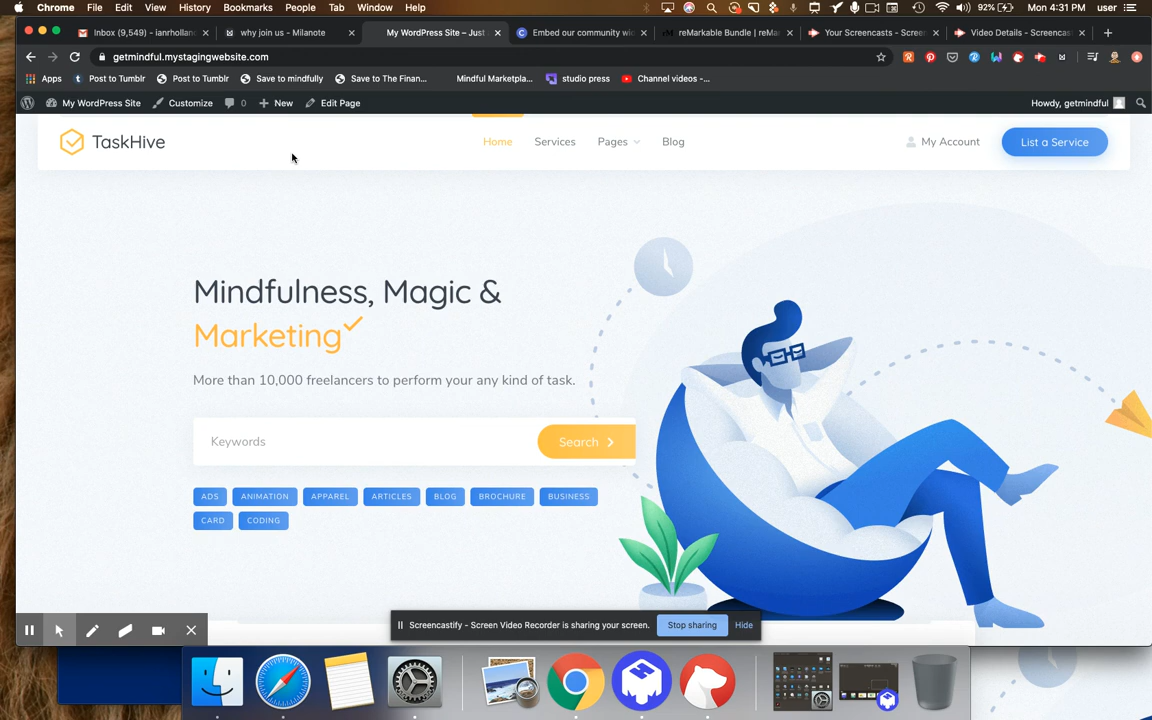 Chrome File Edit View History Bookmarks People Tab Window Help 92% Mon 4:31 PM user
Inbox (9,549) – ianrhollan
why join us - Milanote
My WordPress Site – Just
Embed our community wi
reMarkable Bundle | reMar
Your Screencasts - Screen
Video Details - Screencast
getmindful.mystagingwebsite.com
Apps Post to Tumblr Post to Tumblr Save to mindfully Save to The Finan... Mindful Marketpla... studio press Channel videos -...
My WordPress Site Customize 0 New Edit Page Howdy, getmindful
TaskHive Home Services Pages Blog My Account List a Service
Mindfulness, Magic &
Marketing
More than 10,000 freelancers to perform your any kind of task.
Keywords Search
ADS ANIMATION APPAREL ARTICLES BLOG BROCHURE BUSINESS
CARD CODING
Screencastify - Screen Video Recorder is sharing your screen. Stop sharing Hide